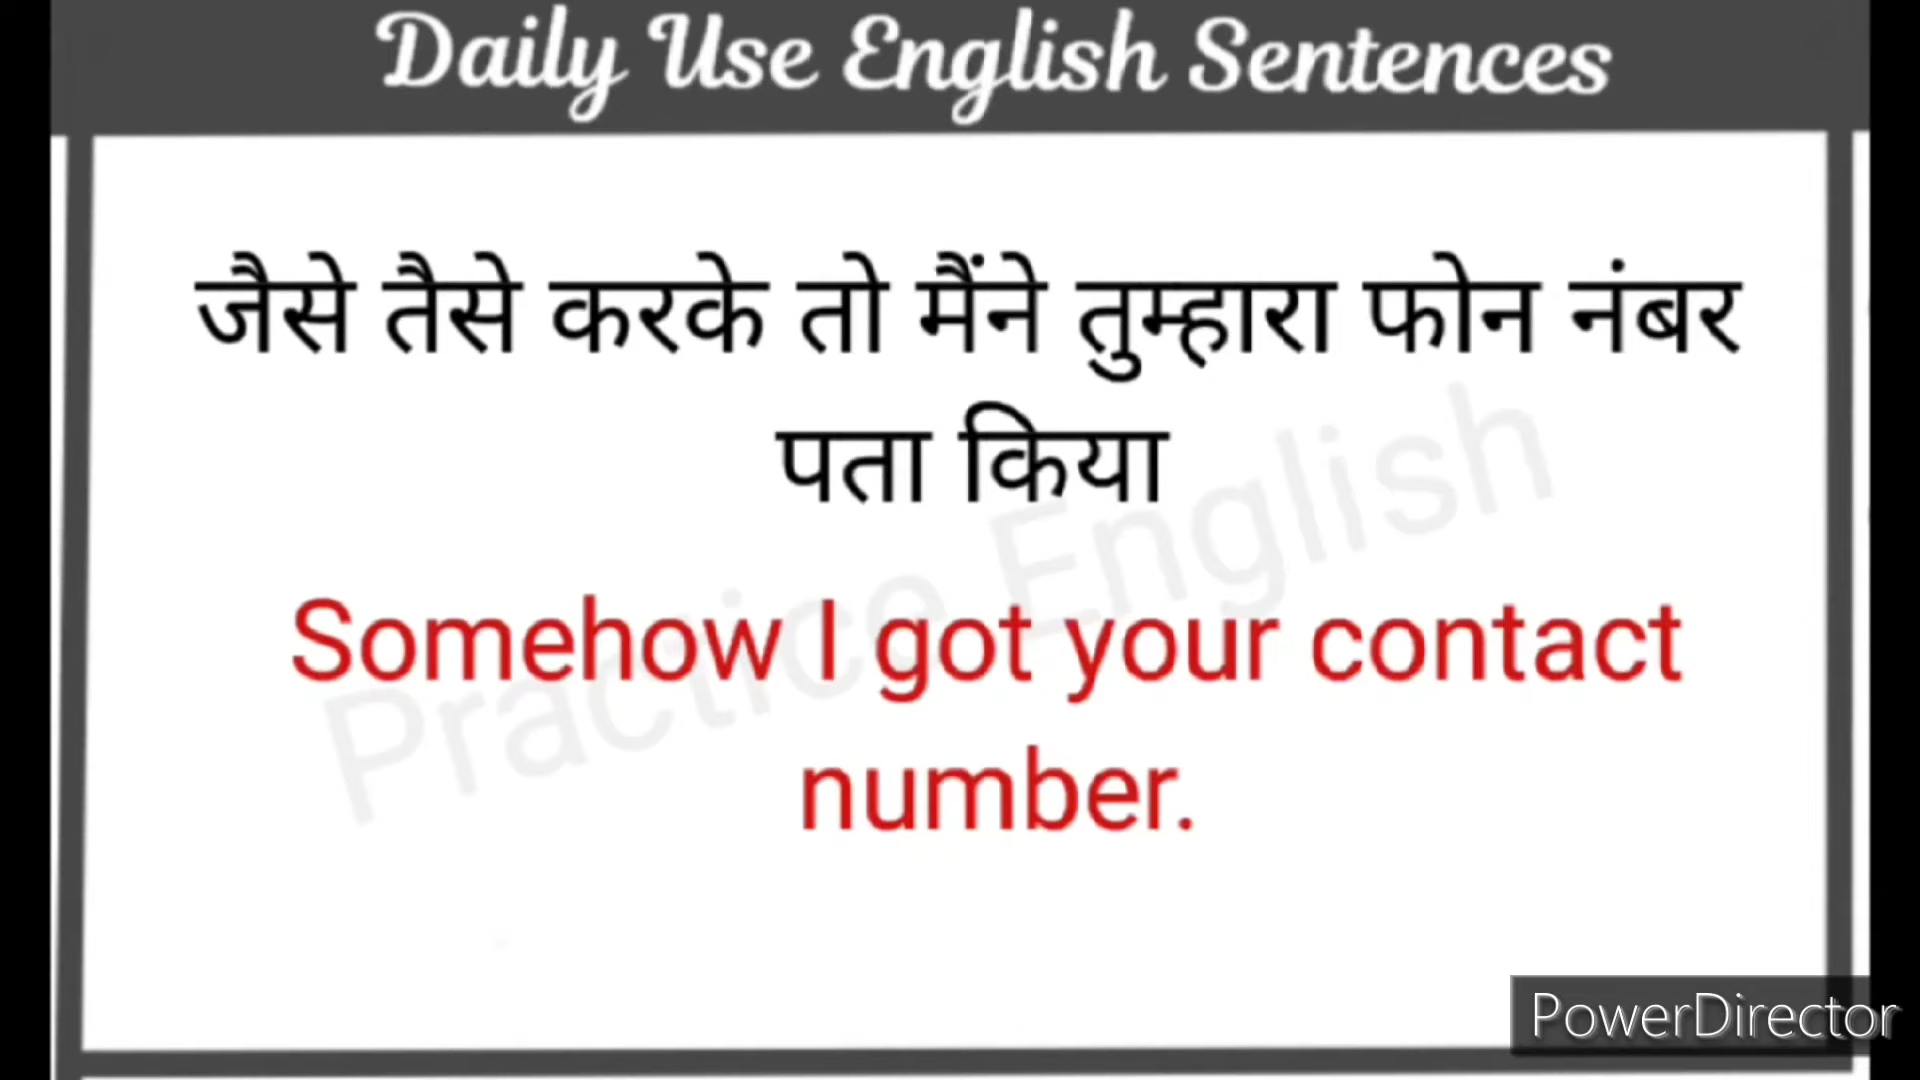 Daily Use English Sentences
जैसे तैसे करके तो मैंने तुम्हारा फोन नंबर
पता किया
Practice English
Somehow I got your contact
number.
PowerDirector